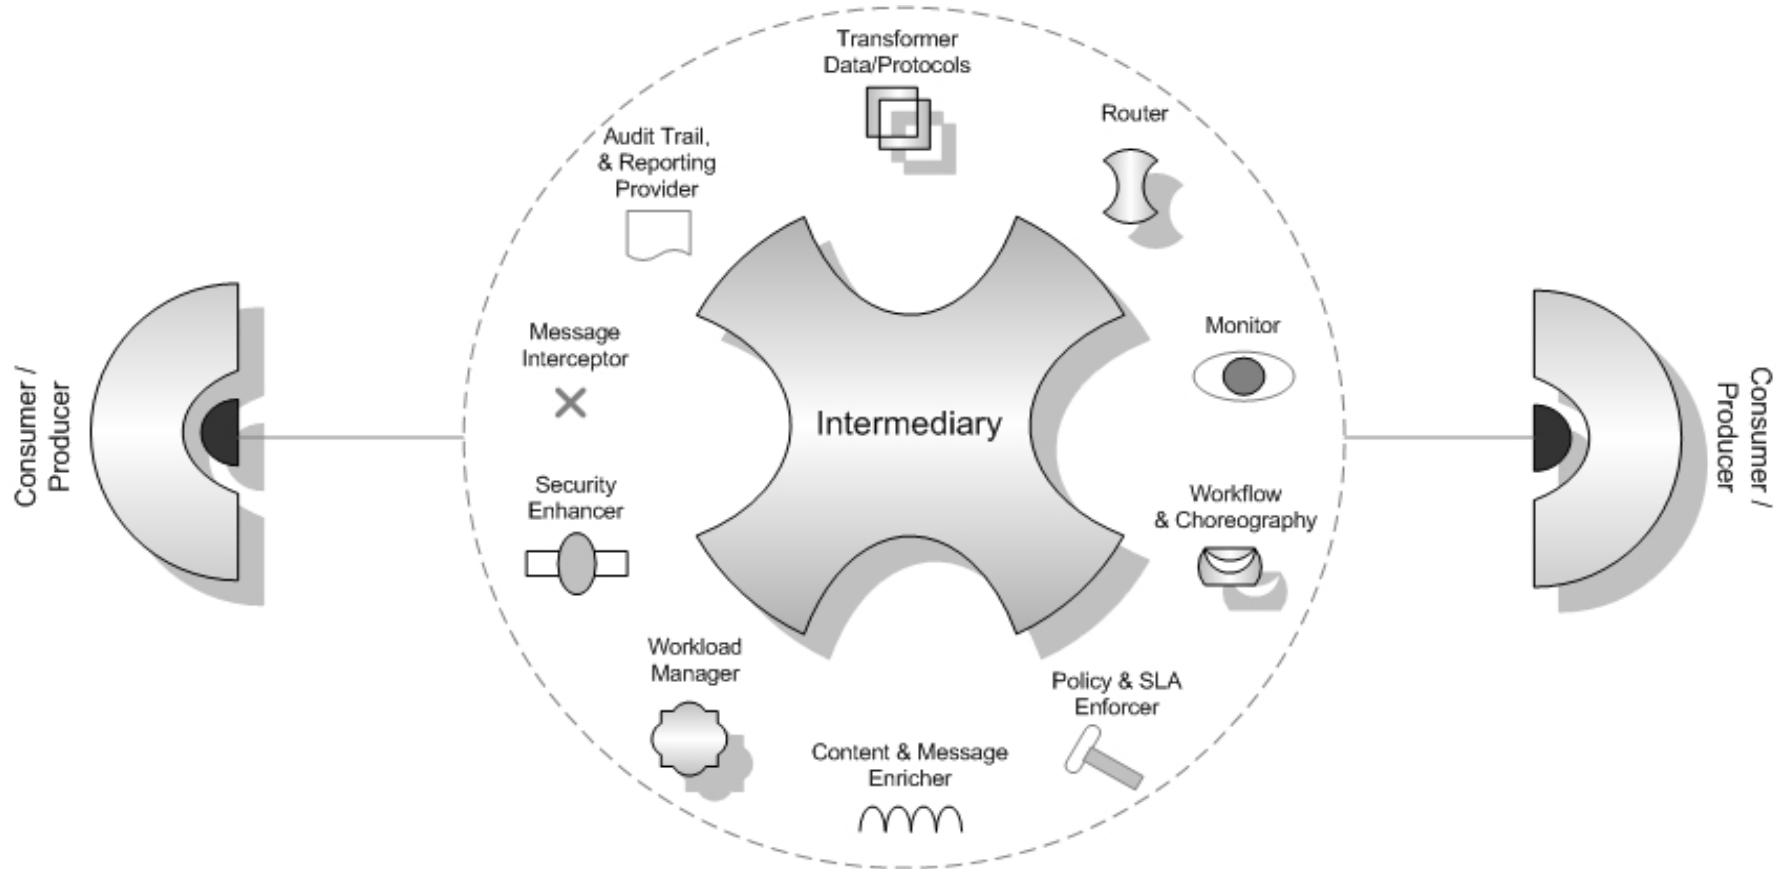 Transformer
Data/Protocols
Router
Audit Trail,
& Reporting
Provider
Message
Interceptor
Monitor
Consumer /
Producer
Intermediary
Consumer /
Producer
Security
Enhancer
Workflow
& Choreography
Workload
Manager
Policy & SLA
Enforcer
Content & Message
Enricher